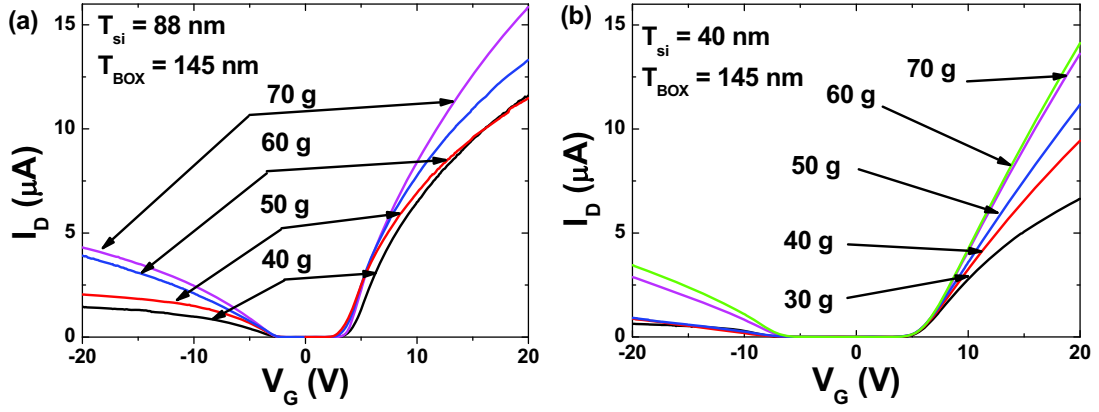 (a)
T_si = 88 nm
T_BOX = 145 nm
70 g
60 g
50 g
40 g
15
10
5
0
I_D (μA)
-20 -10 0 10 20
V_G (V)
(b)
T_si = 40 nm
T_BOX = 145 nm
70 g
60 g
50 g
40 g
30 g
15
10
5
0
I_D (μA)
-20 -10 0 10 20
V_G (V)